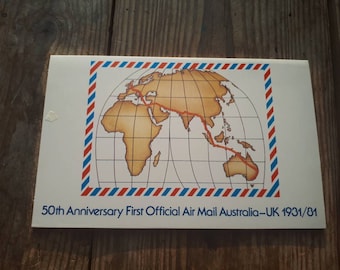 50th Anniversary First Official Air Mail Australia–UK 1931/81